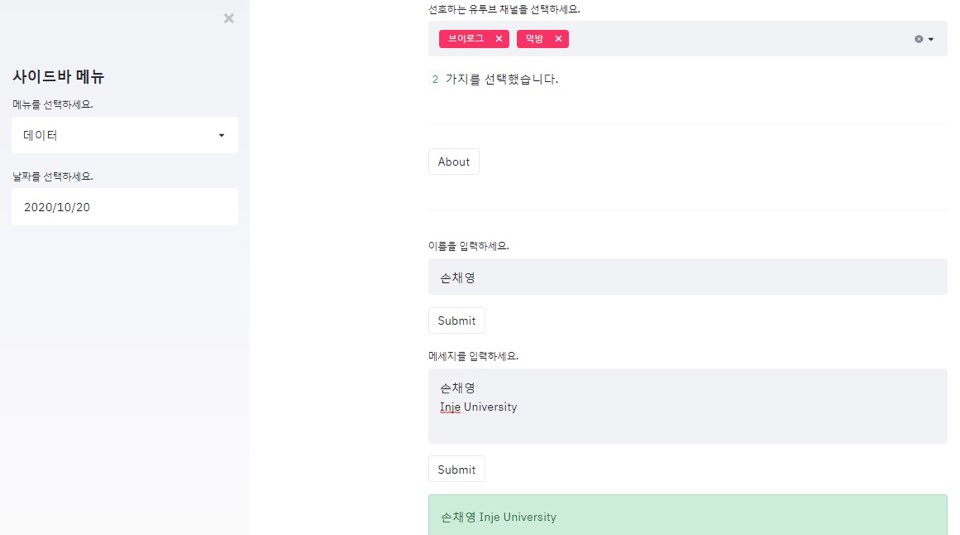 사이드바 메뉴
메뉴를 선택하세요.
데이터
날짜를 선택하세요.
2020/10/20
선호하는 유투브 채널을 선택하세요.
브이로그 × 먹방 ×
2 가지를 선택했습니다.
About
이름을 입력하세요.
손채영
Submit
메세지를 입력하세요.
손채영
Inje University
Submit
손채영 Inje University